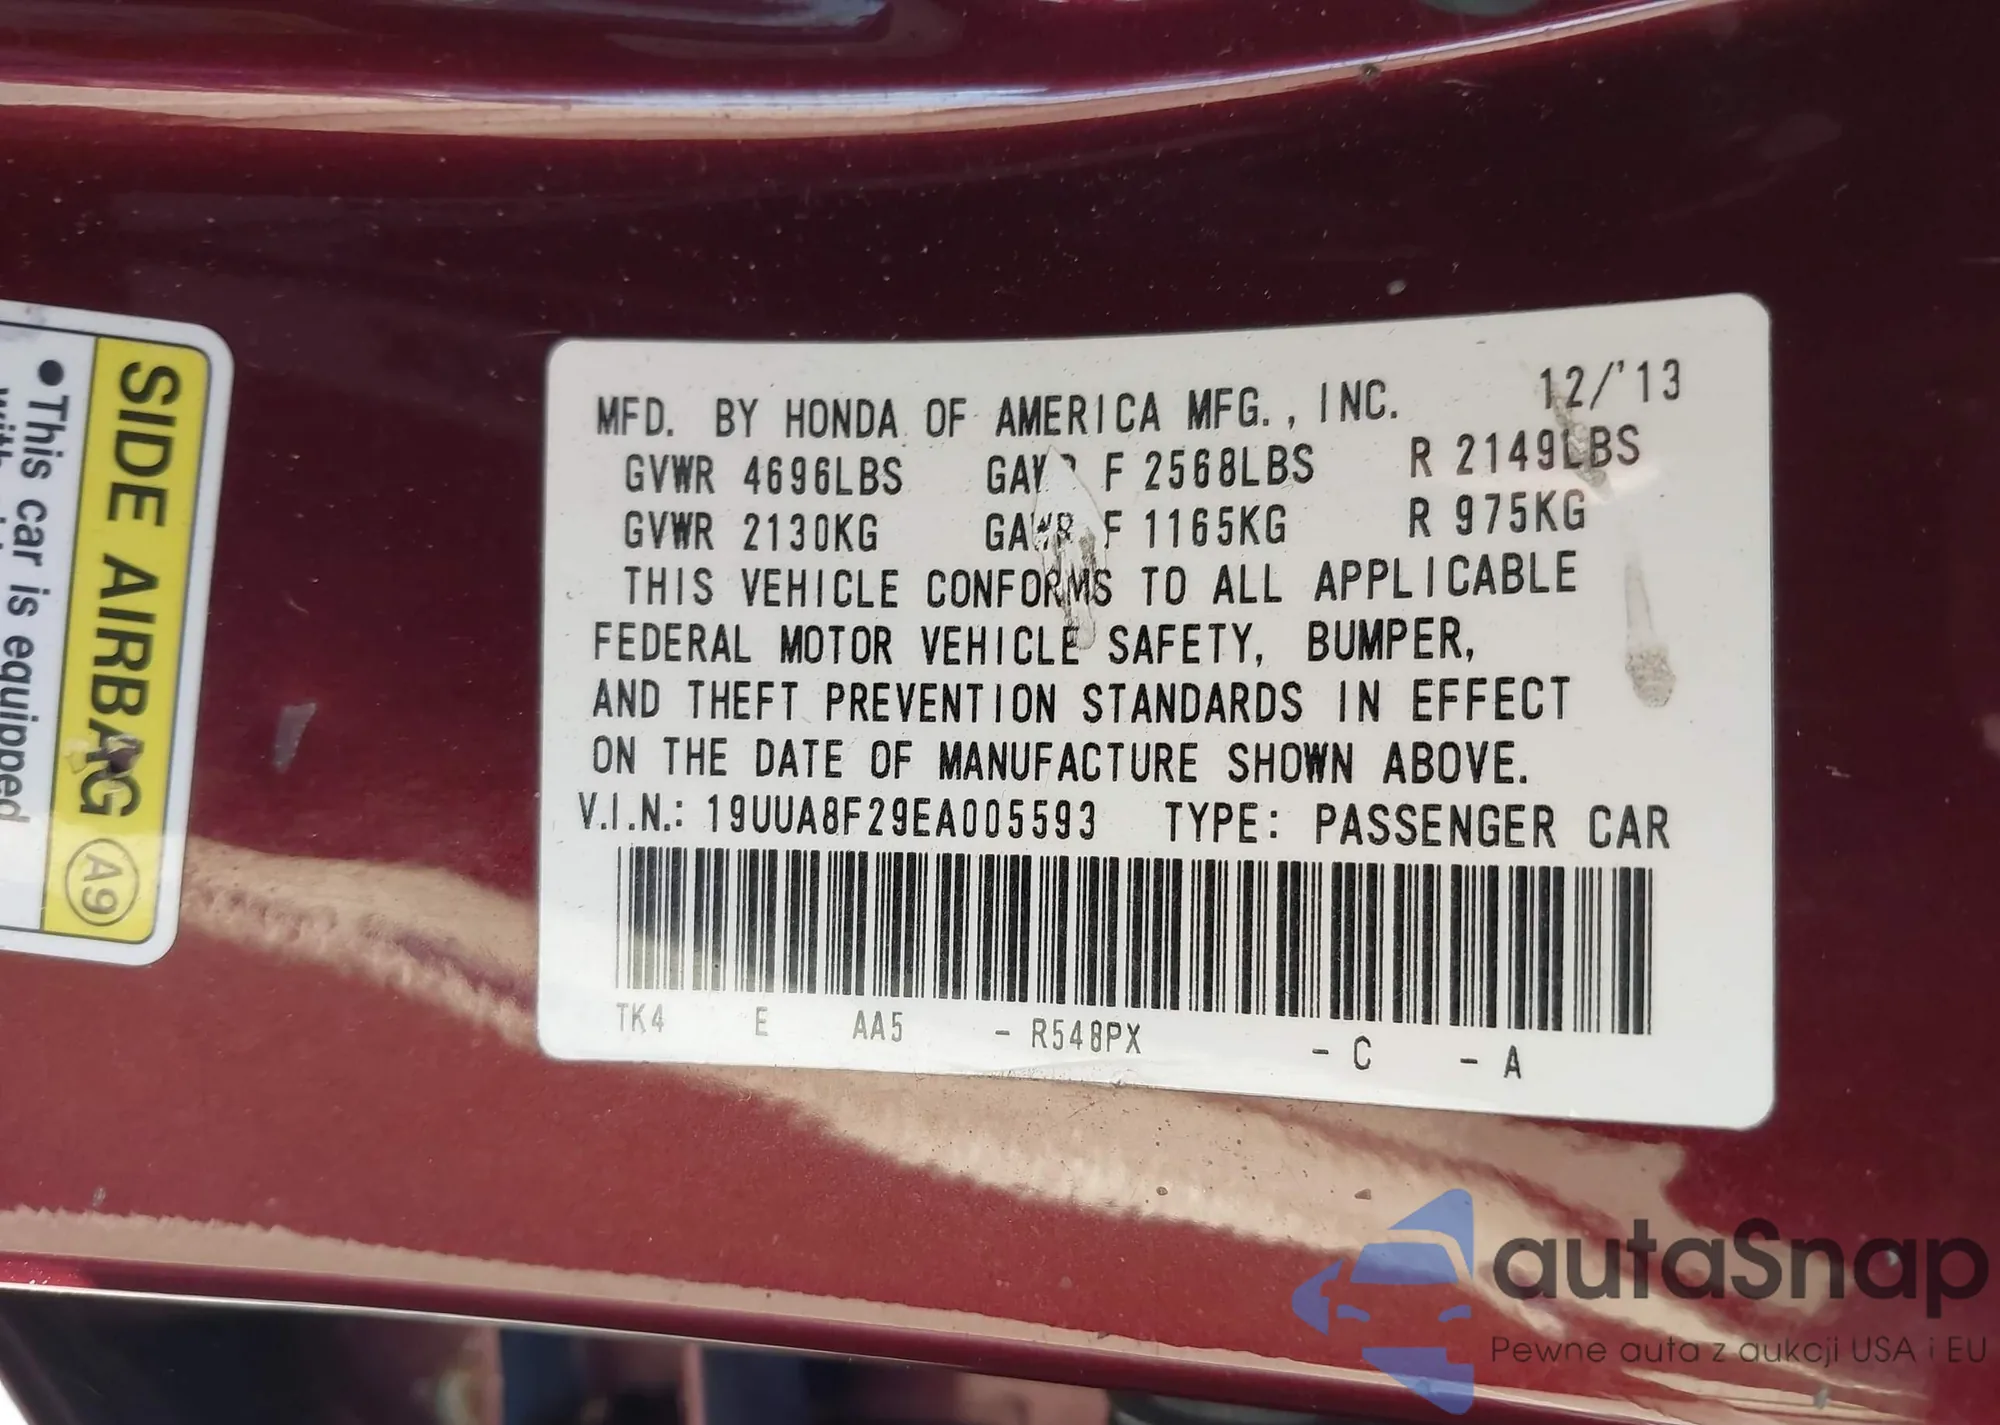 MFD. BY HONDA OF AMERICA MFG., INC. 12/'13
GVWR 4696LBS GAWR F 2568LBS R 2149LBS
GVWR 2130KG GAWR F 1165KG R 975KG
THIS VEHICLE CONFORMS TO ALL APPLICABLE
FEDERAL MOTOR VEHICLE SAFETY, BUMPER,
AND THEFT PREVENTION STANDARDS IN EFFECT
ON THE DATE OF MANUFACTURE SHOWN ABOVE.
V.I.N.: 19UUA8F29EA005593 TYPE: PASSENGER CAR
TK4 E AA5 - R548PX - C - A
SIDE AIRBAG A9
• This car is equipped
autaSnap
Pewne auta z aukcji USA i EU